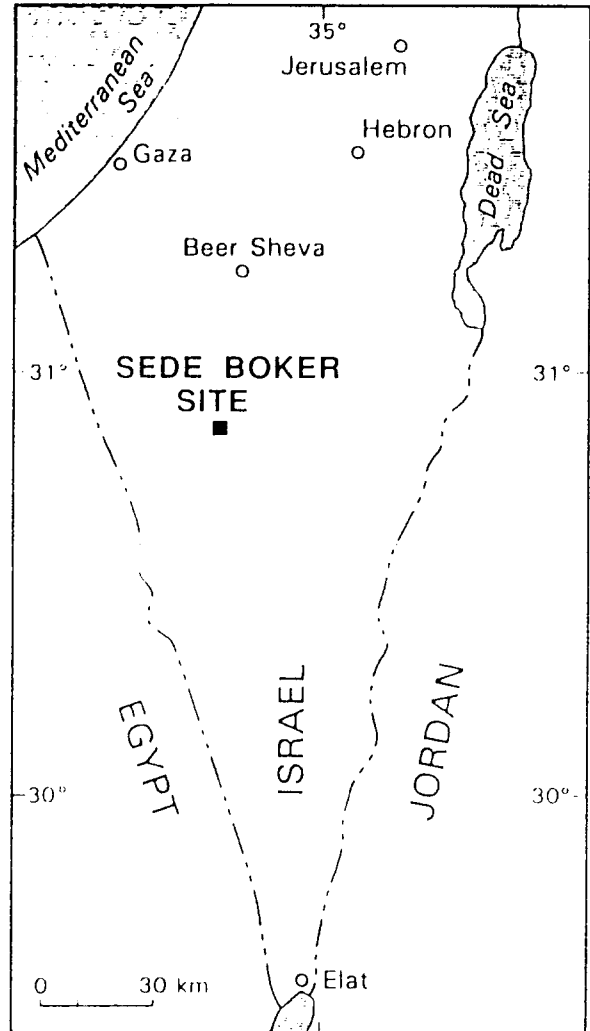 35°
Jerusalem
Mediterranean
Sea
Dead Sea
Hebron
Gaza
Beer Sheva
31°
SEDE BOKER
SITE
31°
EGYPT
ISRAEL
JORDAN
30°
30°
Elat
0 30 km